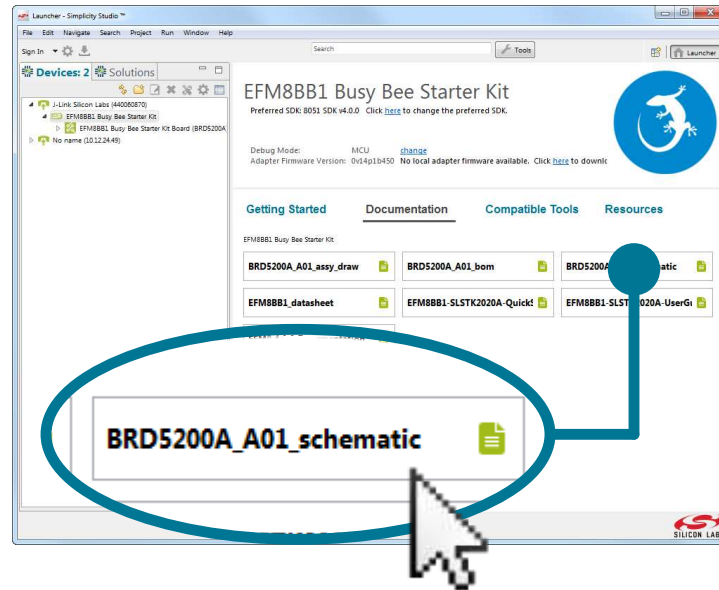 Launcher - Simplicity Studio ™
File Edit Navigate Search Project Run Window Help
Sign In Search Tools Launcher
Devices: 2 Solutions
J-Link Silicon Labs (440060870)
EFM8BB1 Busy Bee Starter Kit
EFM8BB1 Busy Bee Starter Kit Board (BRD5200A
No name (10.12.24.49)
EFM8BB1 Busy Bee Starter Kit
Preferred SDK: 8051 SDK v4.0.0 Click here to change the preferred SDK.
Debug Mode: MCU change
Adapter Firmware Version: 0v14p1b450 No local adapter firmware available. Click here to downlo
Getting Started Documentation Compatible Tools Resources
EFM8BB1 Busy Bee Starter Kit
BRD5200A_A01_assy_draw BRD5200A_A01_bom BRD5200A atic
EFM8BB1_datasheet EFM8BB1-SLSTK2020A-QuickS EFM8BB1-SLST 020A-UserGu
BRD5200A_A01_schematic
SILICON LAB